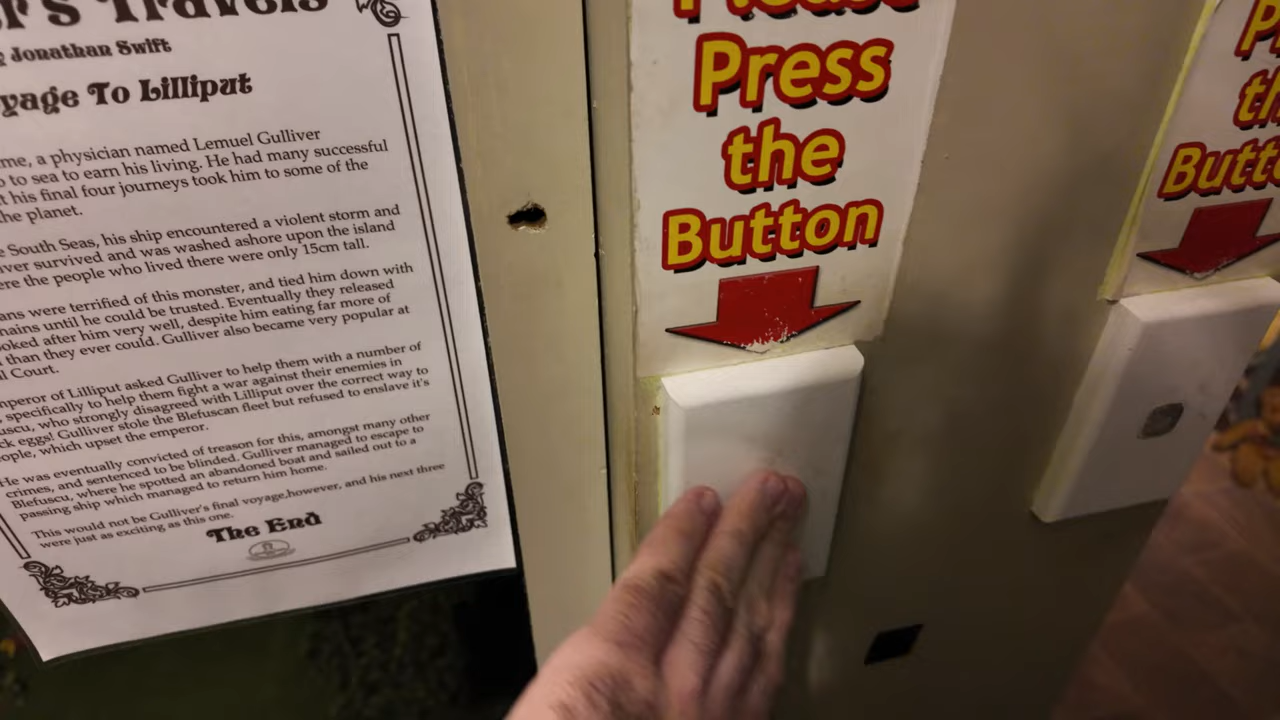 er's Travels
Jonathan Swift
yage To Lilliput
me, a physician named Lemuel Gulliver
to sea to earn his living. He had many successful
t his final four journeys took him to some of the
he planet.
e South Seas, his ship encountered a violent storm and
iver survived and was washed ashore upon the island
ere the people who lived there were only 15cm tall.
ans were terrified of this monster, and tied him down with
hains until he could be trusted. Eventually they released
ooked after him very well, despite him eating far more of
than they ever could. Gulliver also became very popular at
l Court.
mperor of Lilliput asked Gulliver to help them with a number of
, specifically to help them fight a war against their enemies in
uscu, who strongly disagreed with Lilliput over the correct way to
ck eggs! Gulliver stole the Blefuscan fleet but refused to enslave it's
ople, which upset the emperor.
He was eventually convicted of treason for this, amongst many other
crimes, and sentenced to be blinded. Gulliver managed to escape to
Blefuscu, where he spotted an abandoned boat and sailed out to a
passing ship which managed to return him home.
This would not be Gulliver's final voyage,however, and his next three
were just as exciting as this one.
The End
Please
Press
the
Button
Pr
th
Butto